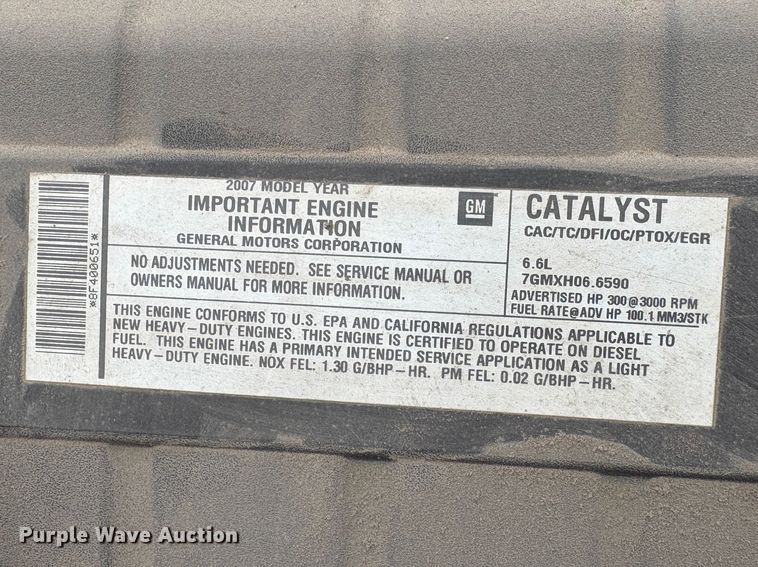 *8F400651*
2007 MODEL YEAR
IMPORTANT ENGINE
INFORMATION
GENERAL MOTORS CORPORATION
GM
NO ADJUSTMENTS NEEDED. SEE SERVICE MANUAL OR
OWNERS MANUAL FOR MORE INFORMATION.
CATALYST
CAC/TC/DFI/OC/PTOX/EGR
6.6L
7GMXH06.6590
ADVERTISED HP 300@3000 RPM
FUEL RATE@ADV HP 100.1 MM3/STK
THIS ENGINE CONFORMS TO U.S. EPA AND CALIFORNIA REGULATIONS APPLICABLE TO
NEW HEAVY-DUTY ENGINES. THIS ENGINE IS CERTIFIED TO OPERATE ON DIESEL
FUEL. THIS ENGINE HAS A PRIMARY INTENDED SERVICE APPLICATION AS A LIGHT
HEAVY-DUTY ENGINE. NOX FEL: 1.30 G/BHP-HR. PM FEL: 0.02 G/BHP-HR.
Purple Wave Auction